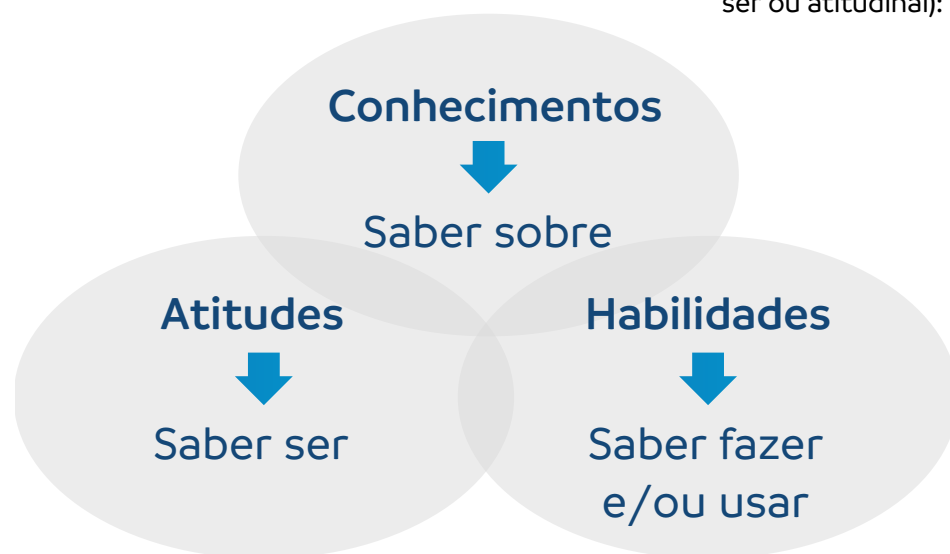 ser ou atitudinal):
Conhecimentos
Saber sobre
Atitudes
Saber ser
Habilidades
Saber fazer
e/ou usar